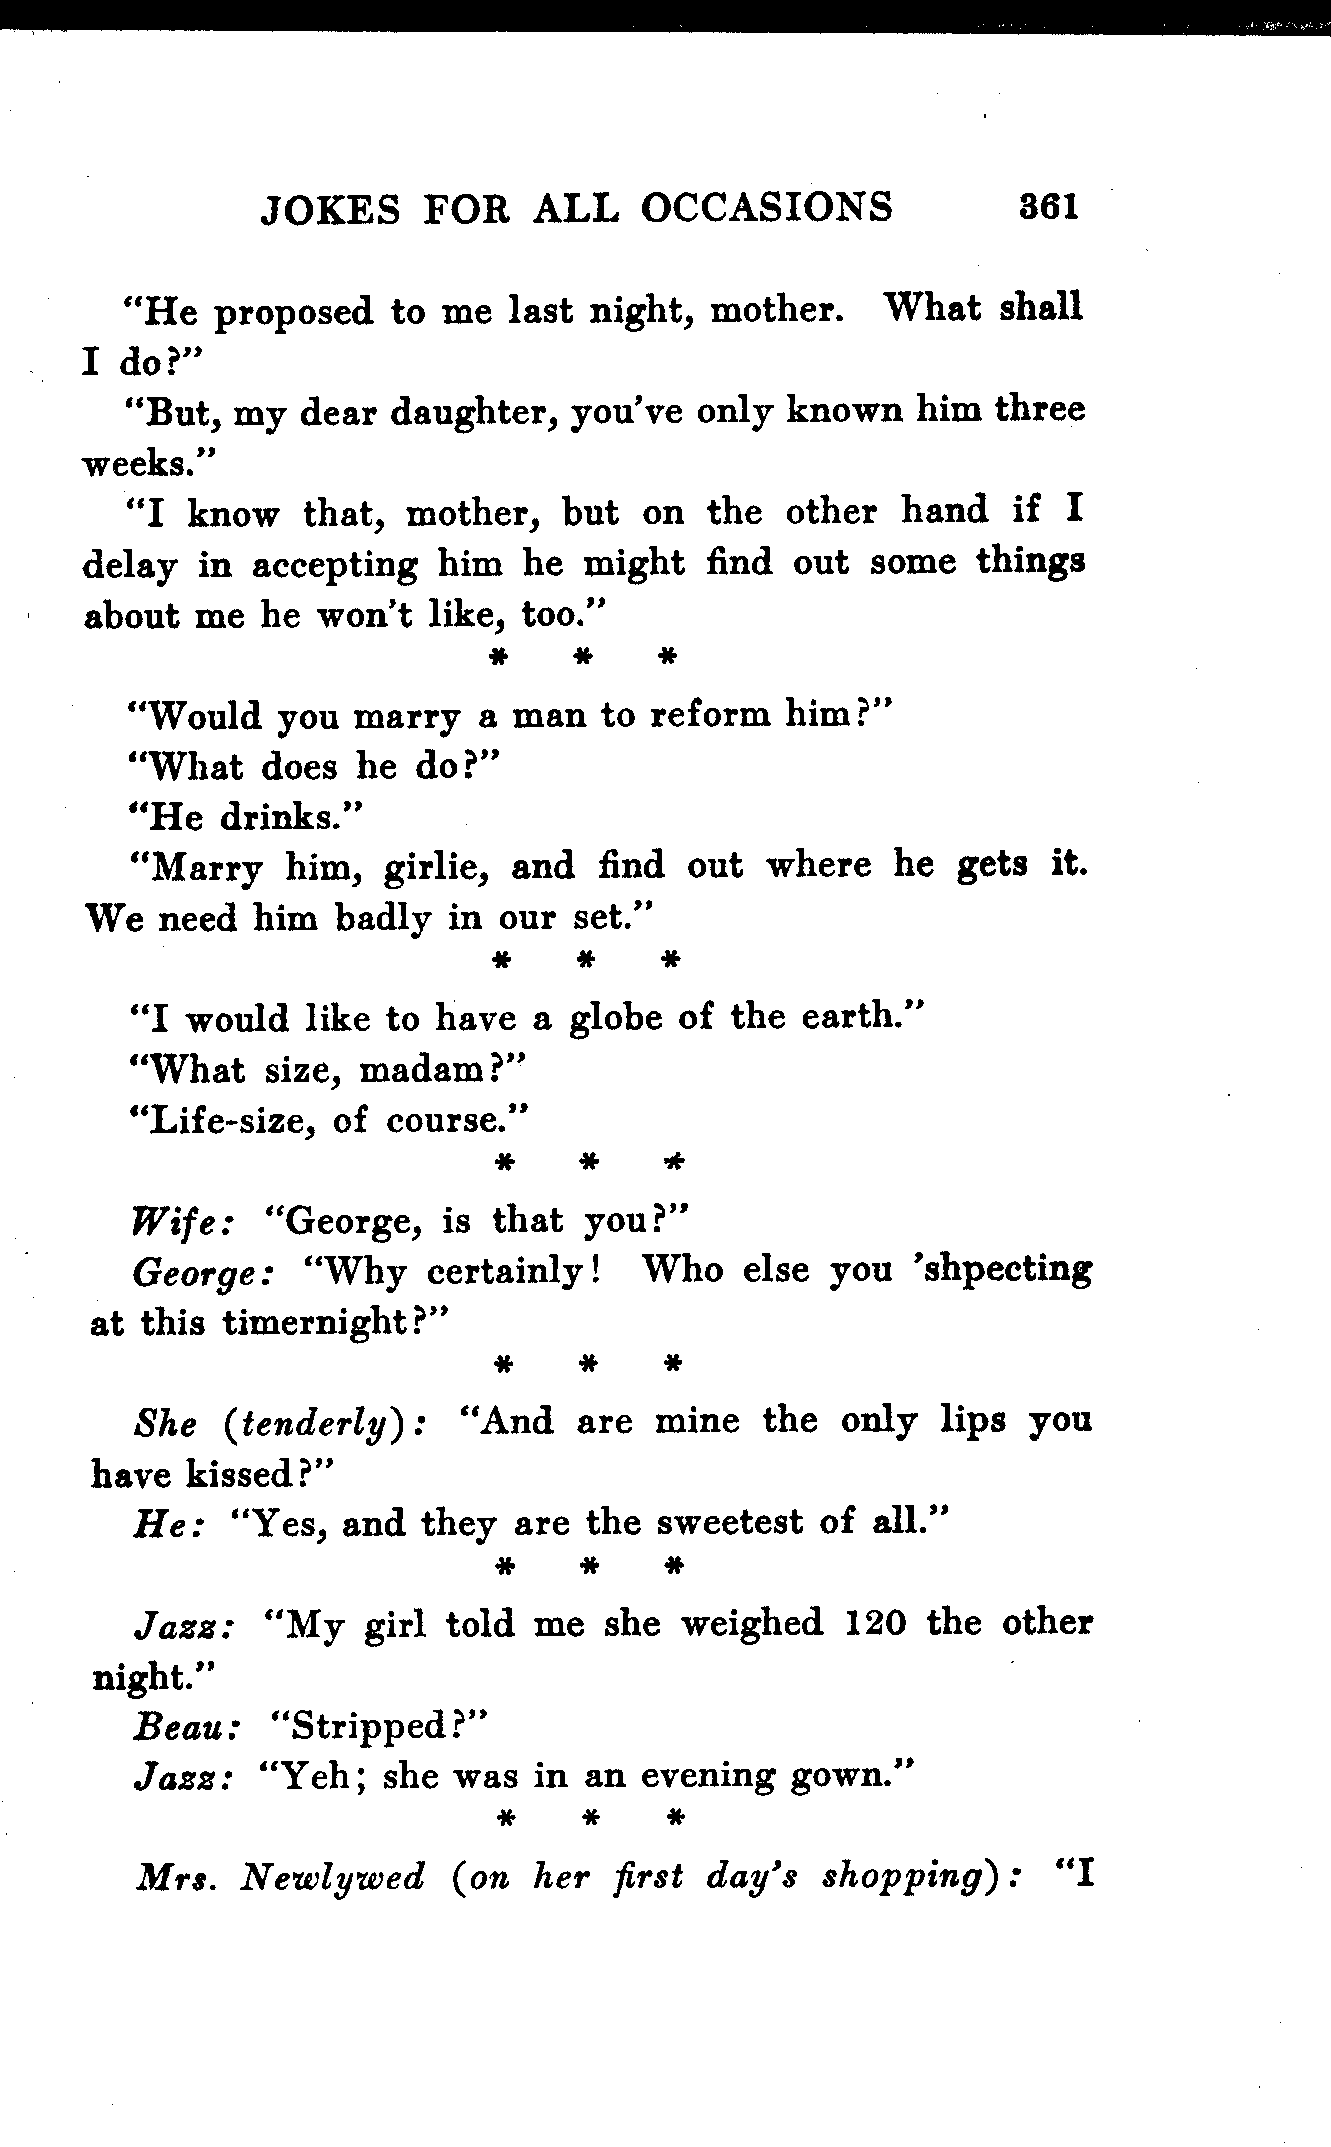 JOKES FOR ALL OCCASIONS 361
“He proposed to me last night, mother. What shall
I do?”
“But, my dear daughter, you've only known him three
weeks.”
“I know that, mother, but on the other hand if I
delay in accepting him he might find out some things
about me he won't like, too.”
* * *
“Would you marry a man to reform him?”
“What does he do?”
“He drinks.”
“Marry him, girlie, and find out where he gets it.
We need him badly in our set.”
* * *
“I would like to have a globe of the earth.”
“What size, madam?”
“Life-size, of course.”
* * *
Wife: “George, is that you?”
George: “Why certainly! Who else you 'shpecting
at this timernight?”
* * *
She (tenderly): “And are mine the only lips you
have kissed?”
He: “Yes, and they are the sweetest of all.”
* * *
Jazz: “My girl told me she weighed 120 the other
night.”
Beau: “Stripped?”
Jazz: “Yeh; she was in an evening gown.”
* * *
Mrs. Newlywed (on her first day's shopping): “I